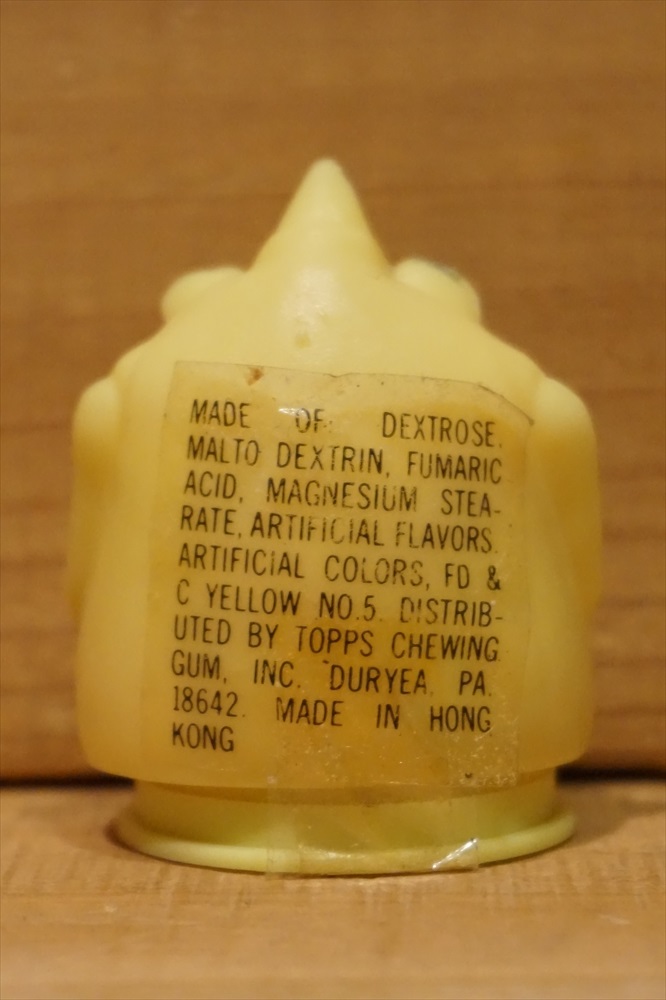 MADE OF DEXTROSE,
MALTO DEXTRIN, FUMARIC
ACID, MAGNESIUM STEA-
RATE, ARTIFICIAL FLAVORS.
ARTIFICIAL COLORS, FD &
C YELLOW NO.5. DISTRIB-
UTED BY TOPPS CHEWING
GUM, INC. DURYEA, PA.
18642. MADE IN HONG
KONG